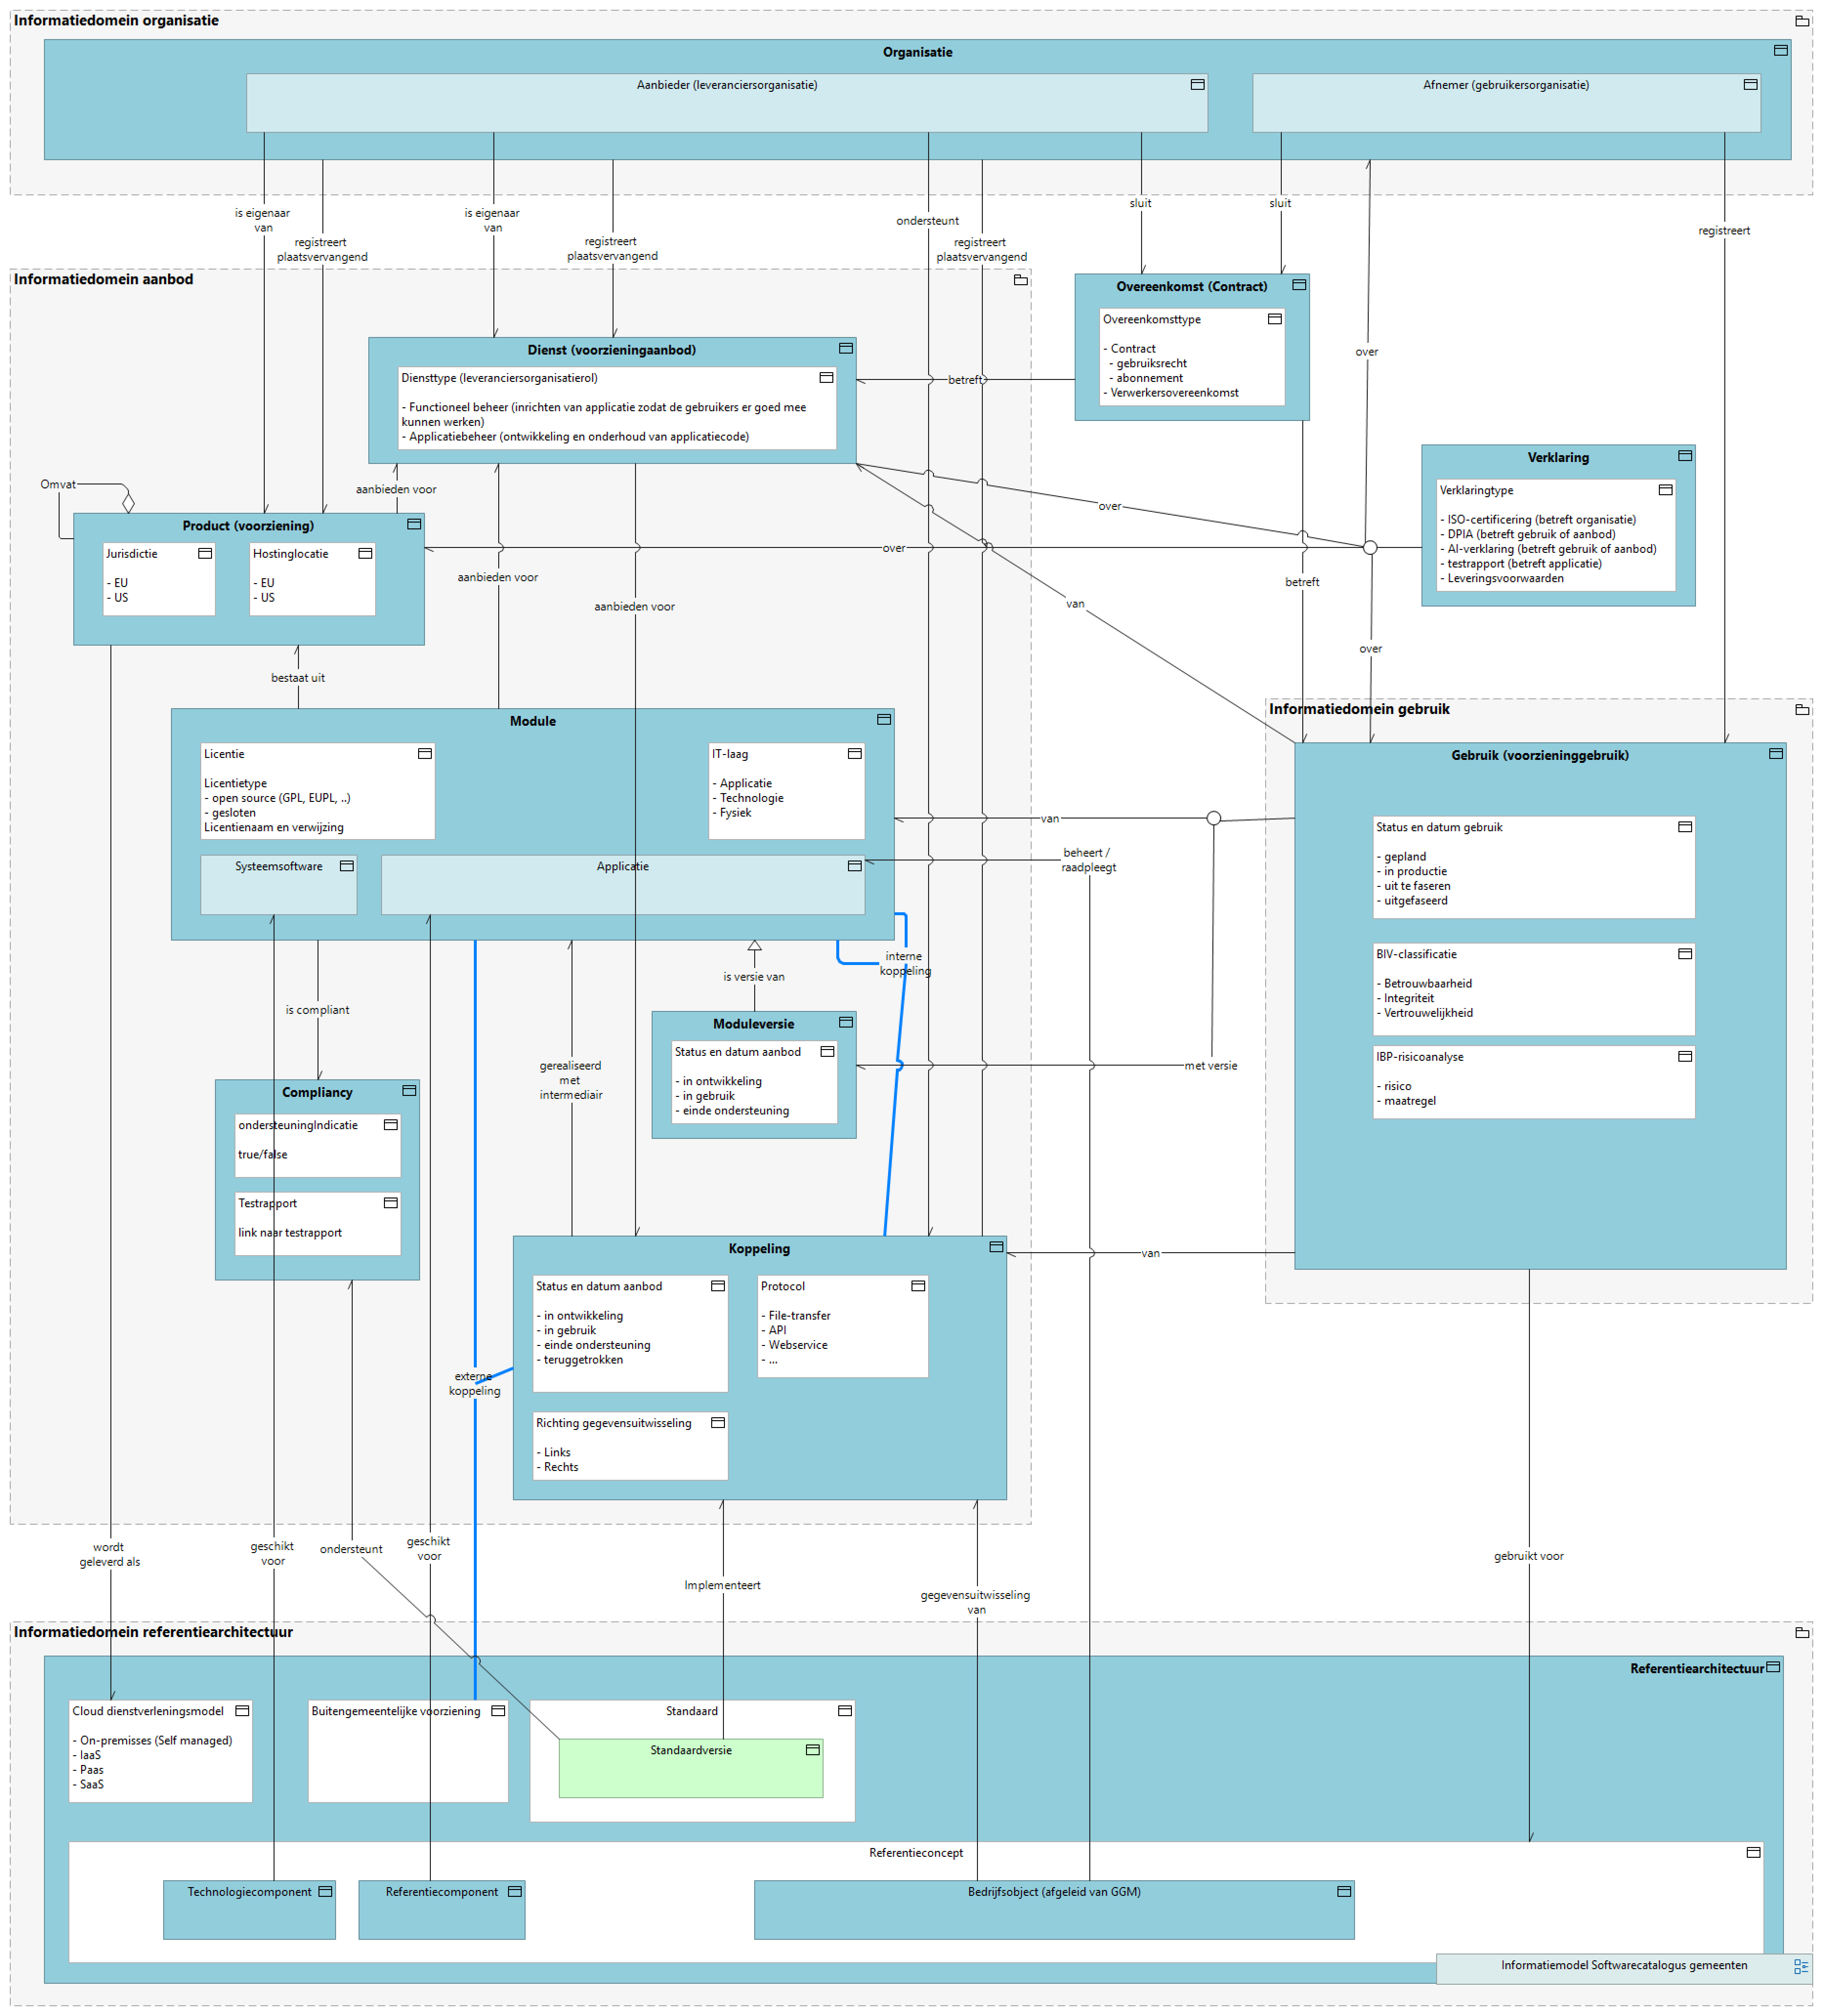 Informatiedomein organisatie
Organisatie
Aanbieder (leveranciersorganisatie)
Afnemer (gebruikersorganisatie)
is eigenaar
van
registreert
plaatsvervangend
is eigenaar
van
registreert
plaatsvervangend
ondersteunt
registreert
plaatsvervangend
sluit
sluit
over
registreert
Informatiedomein aanbod
Dienst (voorzieningaanbod)
Diensttype (leveranciersorganisatierol)
- Functioneel beheer (inrichten van applicatie zodat de gebruikers er goed mee
kunnen werken)
- Applicatiebeheer (ontwikkeling en onderhoud van applicatiecode)
betreft
Overeenkomst (Contract)
Overeenkomsttype
- Contract
- gebruiksrecht
- abonnement
- Verwerkersovereenkomst
Verklaring
Verklaringtype
- ISO-certificering (betreft organisatie)
- DPIA (betreft gebruik of aanbod)
- AI-verklaring (betreft gebruik of aanbod)
- testrapport (betreft applicatie)
- Leveringsvoorwaarden
Omvat
aanbieden voor
over
over
Product (voorziening)
Jurisdictie
- EU
- US
Hostinglocatie
- EU
- US
aanbieden voor
aanbieden voor
van
betreft
over
bestaat uit
Module
Licentie
Licentietype
- open source (GPL, EUPL, ..)
- gesloten
Licentienaam en verwijzing
IT-laag
- Applicatie
- Technologie
- Fysiek
Systeemsoftware
Applicatie
van
beheert /
raadpleegt
Informatiedomein gebruik
Gebruik (voorzieninggebruik)
Status en datum gebruik
- gepland
- in productie
- uit te faseren
- uitgefaseerd
BIV-classificatie
- Betrouwbaarheid
- Integriteit
- Vertrouwelijkheid
IBP-risicoanalyse
- risico
- maatregel
interne
koppeling
is versie van
is compliant
Moduleversie
Status en datum aanbod
- in ontwikkeling
- in gebruik
- einde ondersteuning
met versie
gerealiseerd
met
intermediair
Compliancy
ondersteuningIndicatie
true/false
Testrapport
link naar testrapport
Koppeling
Status en datum aanbod
- in ontwikkeling
- in gebruik
- einde ondersteuning
- teruggetrokken
Protocol
- File-transfer
- API
- Webservice
- ...
Richting gegevensuitwisseling
- Links
- Rechts
van
externe
koppeling
wordt
geleverd als
geschikt
voor
ondersteunt
geschikt
voor
Implementeert
gegevensuitwisseling
van
gebruikt voor
Informatiedomein referentiearchitectuur
Referentiearchitectuur
Cloud dienstverleningsmodel
- On-premisses (Self managed)
- IaaS
- Paas
- SaaS
Buitengemeentelijke voorziening
Standaard
Standaardversie
Referentieconcept
Technologiecomponent
Referentiecomponent
Bedrijfsobject (afgeleid van GGM)
Informatiemodel Softwarecatalogus gemeenten